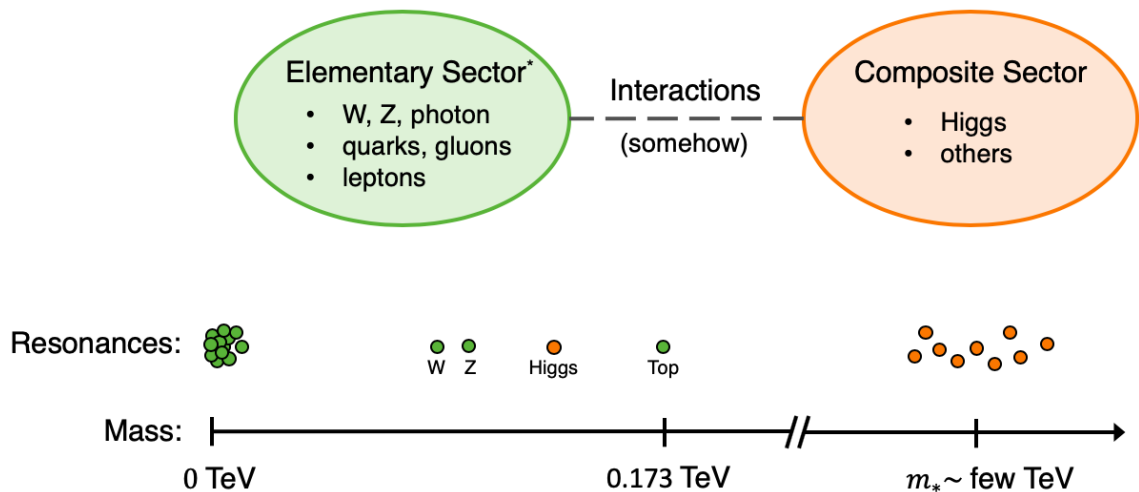 Elementary Sector*
• W, Z, photon
• quarks, gluons
• leptons
Interactions
(somehow)
Composite Sector
• Higgs
• others
Resonances:
W
Z
Higgs
Top
Mass:
0 TeV
0.173 TeV
m* ~ few TeV